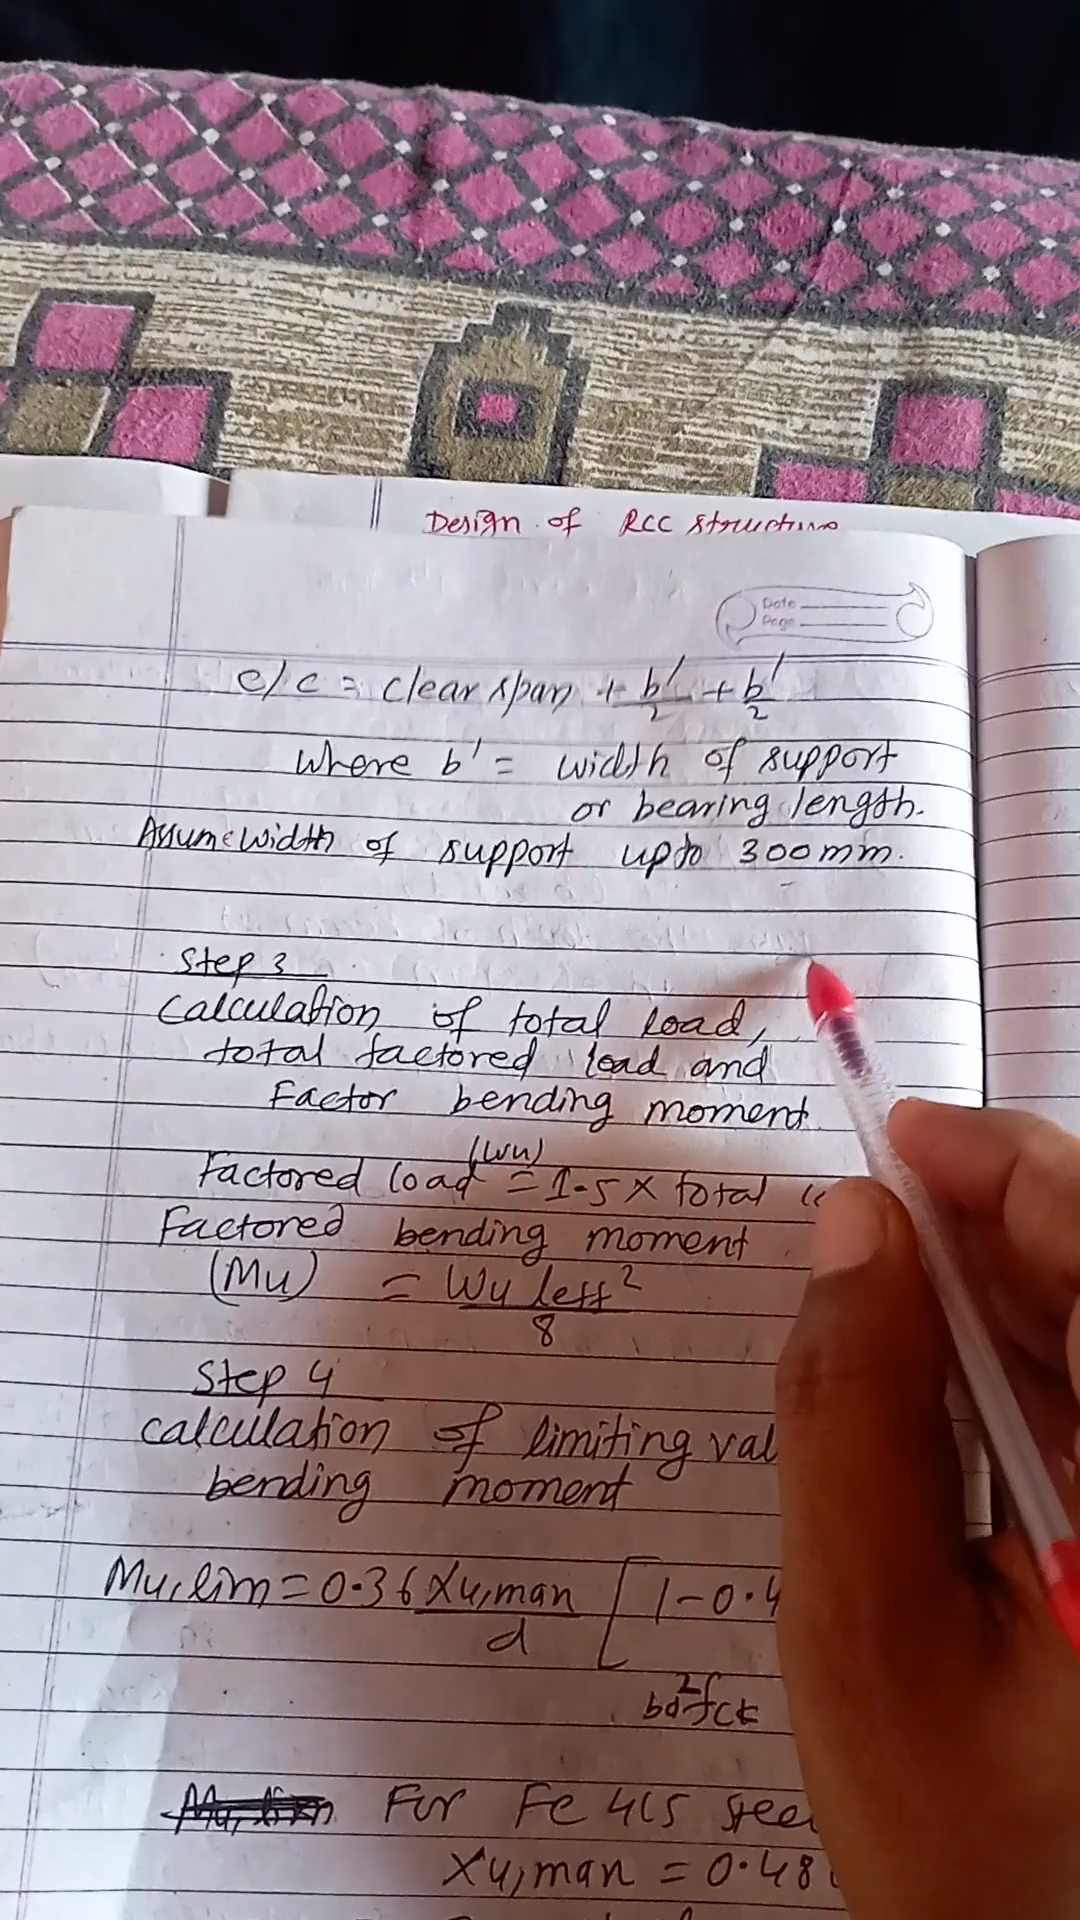 Design of RCC structure
Date
Page
c/c = clear span + b'/2 + b'/2
Where b' = width of support
or bearing length.
Assume width of support upto 300mm.
Step 3
Calculation of total load,
total factored load and
Factor bending moment
(Wu)
Factored load = 1.5 × total
Factored bending moment
(Mu) = Wu leff²/8
Step 4
calculation of limiting val
bending moment
Mu,lim = 0.36 Xu,man/d [1-0.4
bd²fck
For Fe 415 steel
Xu,man = 0.48